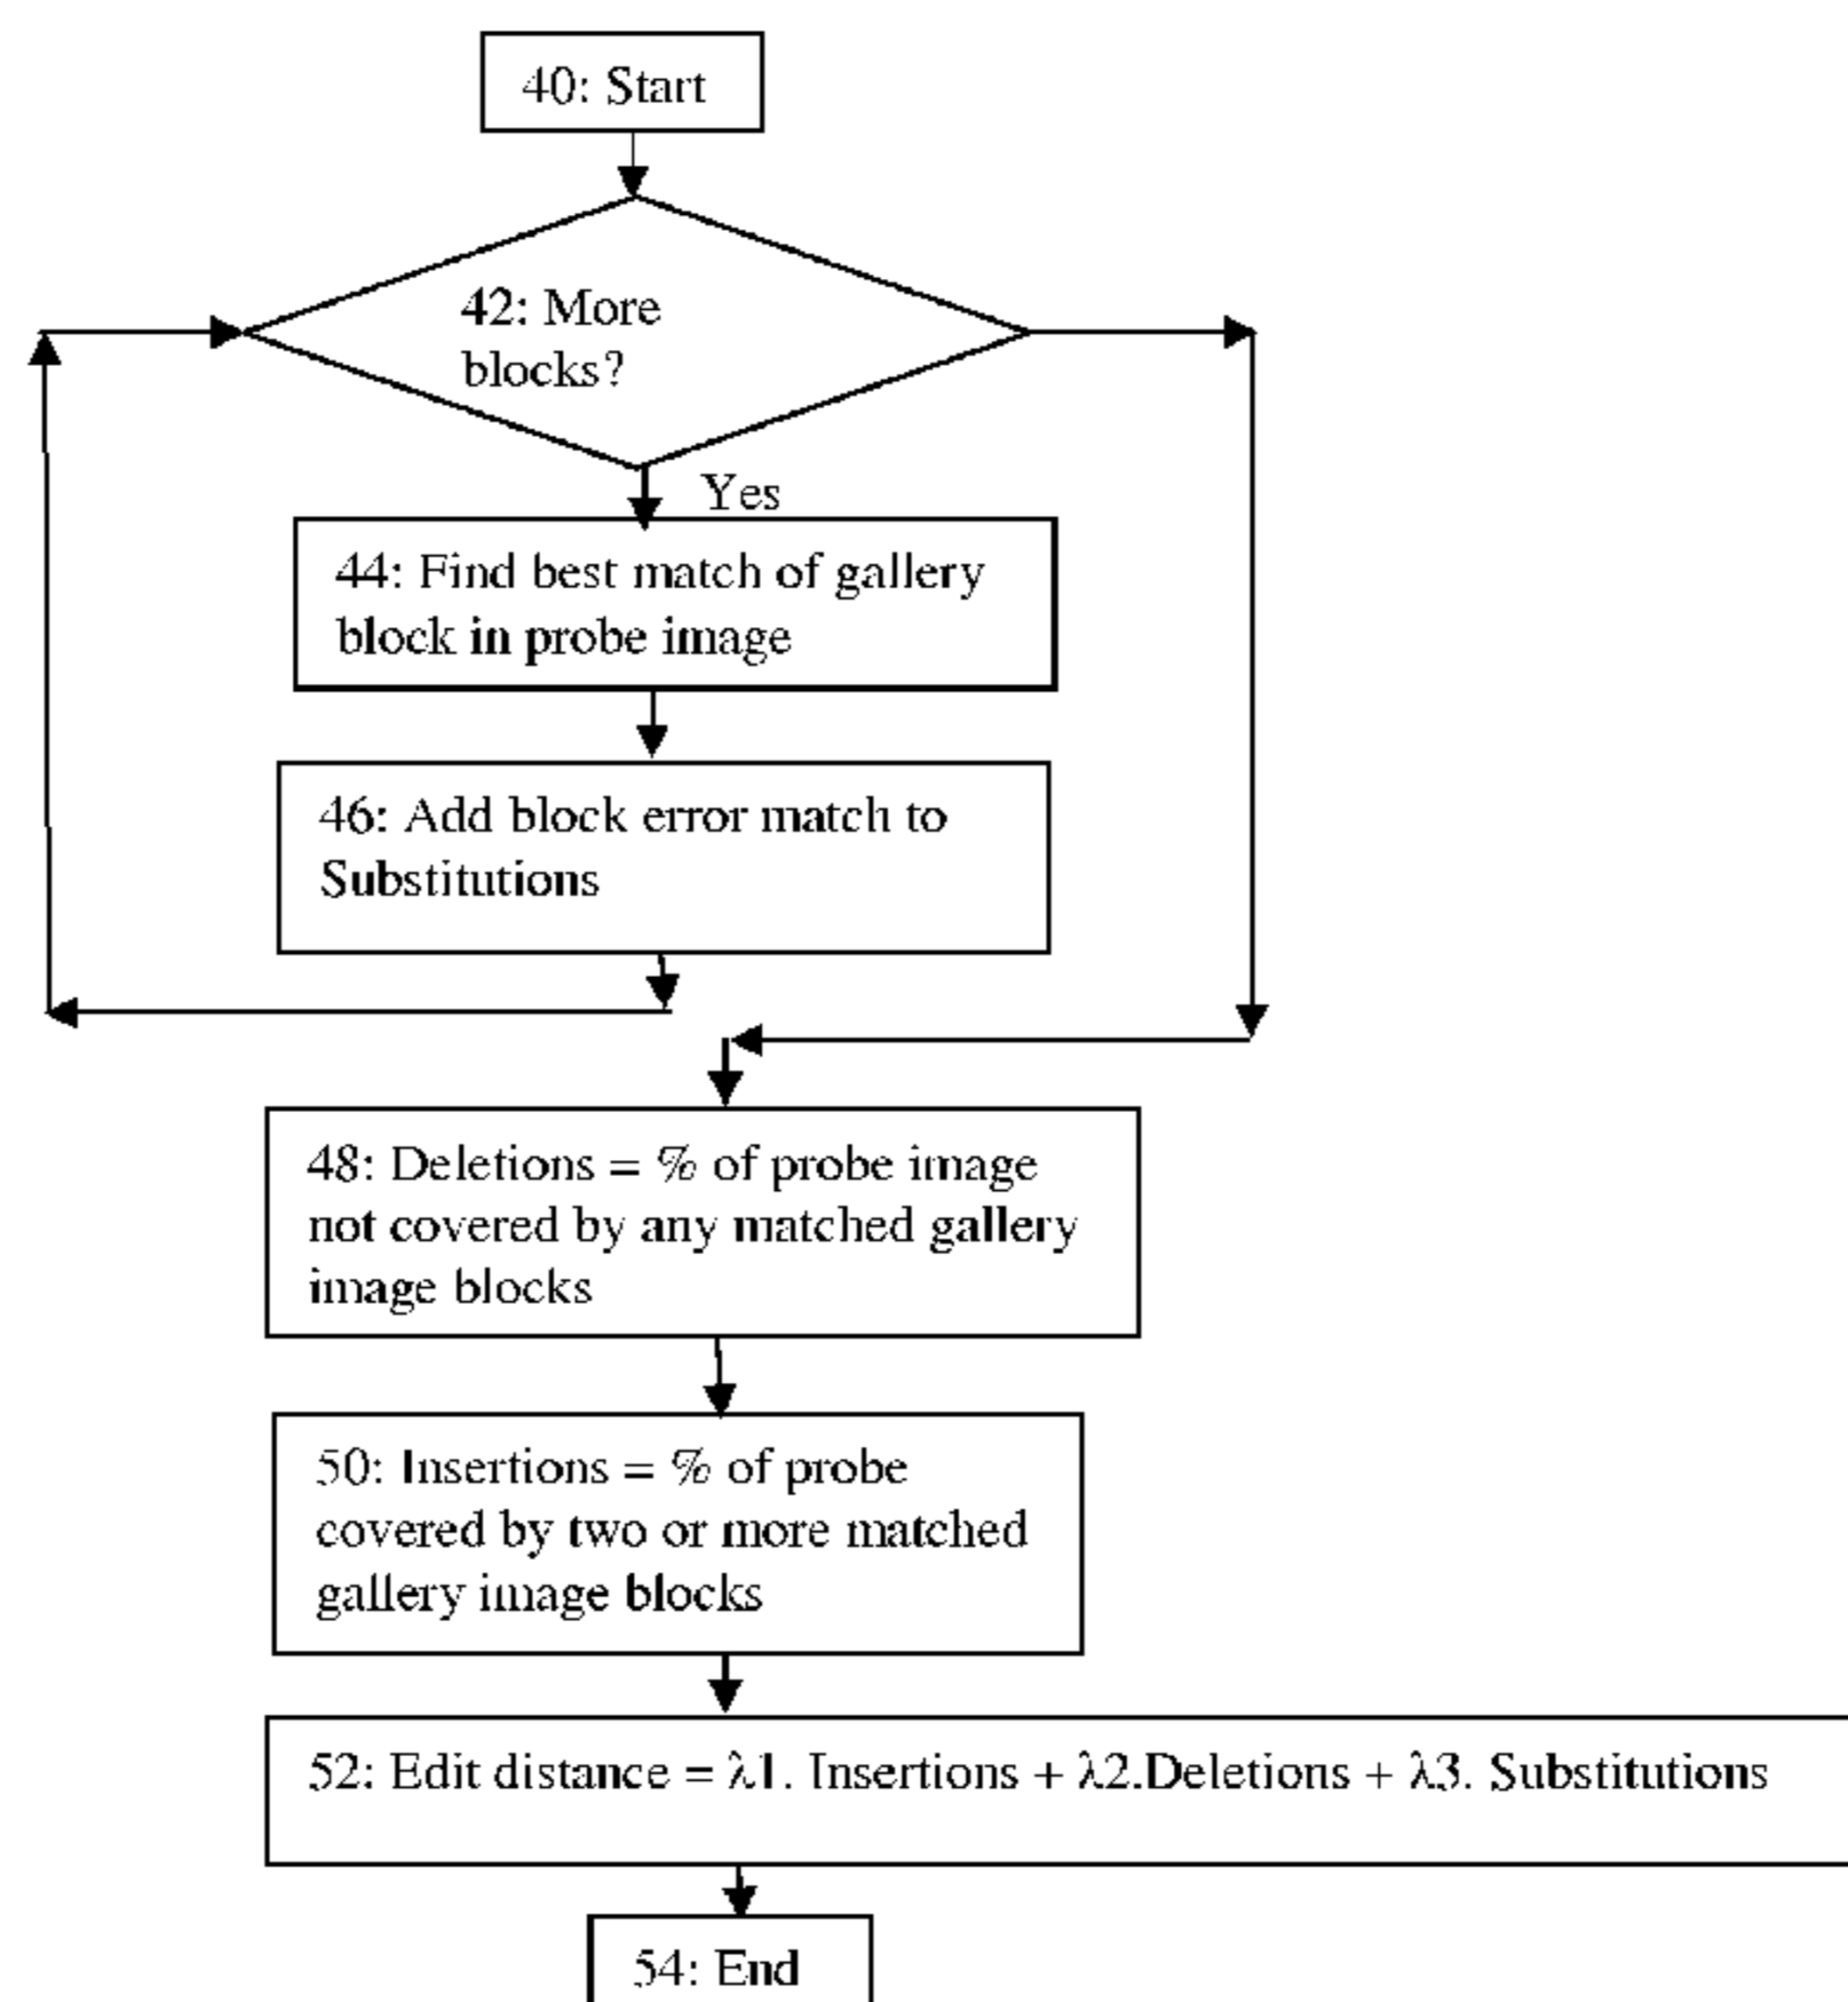 40: Start
42: More
blocks?
Yes
44: Find best match of gallery
block in probe image
46: Add block error match to
Substitutions
48: Deletions = % of probe image
not covered by any matched gallery
image blocks
50: Insertions = % of probe
covered by two or more matched
gallery image blocks
52: Edit distance = λ1. Insertions + λ2.Deletions + λ3. Substitutions
54: End